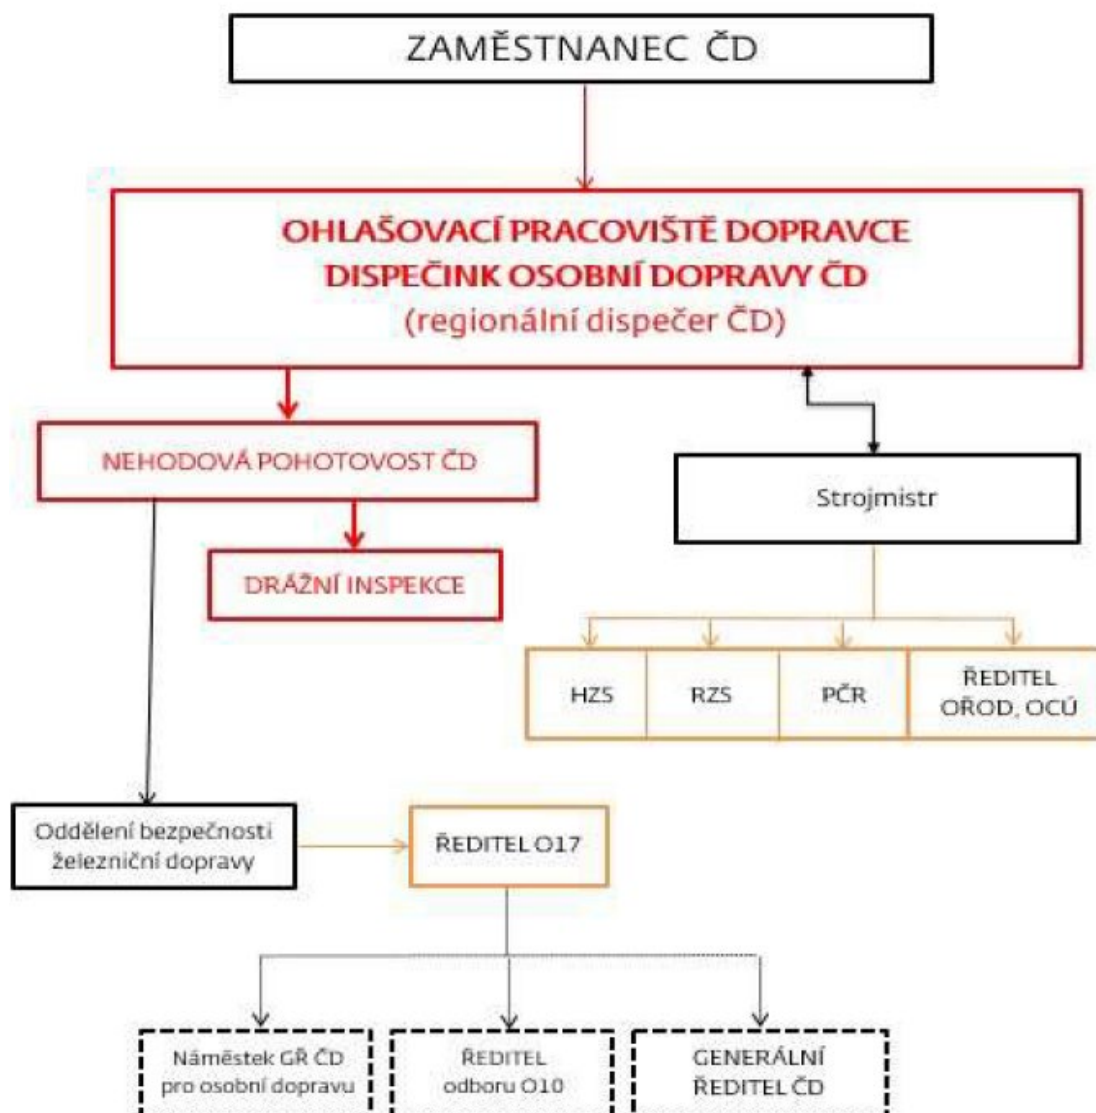 ZAMĚSTNANEC ČD
OHLAŠOVACÍ PRACOVIŠTĚ DOPRAVCE
DISPEČINK OSOBNÍ DOPRAVY ČD
(regionální dispečer ČD)
NEHODOVÁ POHOTOVOST ČD
Strojmistr
DRÁŽNÍ INSPEKCE
HZS
RZS
PČR
ŘEDITEL
OŘOD, OCÚ
Oddělení bezpečnosti
železniční dopravy
ŘEDITEL O17
Náměstek GŘ ČD
pro osobní dopravu
ŘEDITEL
odboru O10
GENERÁLNÍ
ŘEDITEL ČD